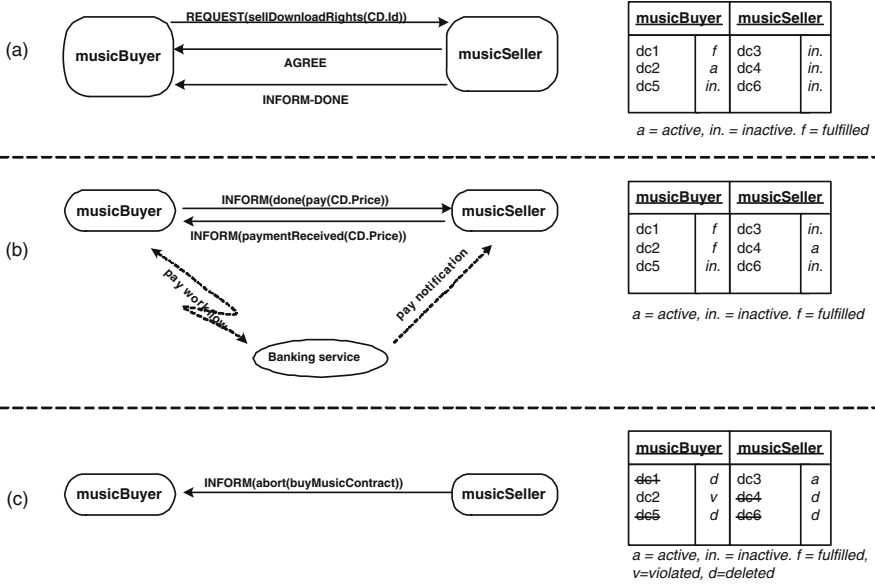 (a)
musicBuyer
REQUEST(sellDownloadRights(CD.Id))
AGREE
INFORM-DONE
musicSeller
musicBuyer musicSeller
dc1 f dc3 in.
dc2 a dc4 in.
dc5 in. dc6 in.
a = active, in. = inactive. f = fulfilled
(b)
musicBuyer
INFORM(done(pay(CD.Price))
INFORM(paymentReceived(CD.Price))
musicSeller
pay workflow
pay notification
Banking service
musicBuyer musicSeller
dc1 f dc3 in.
dc2 f dc4 a
dc5 in. dc6 in.
a = active, in. = inactive. f = fulfilled
(c)
musicBuyer
INFORM(abort(buyMusicContract))
musicSeller
musicBuyer musicSeller
dc1 d dc3 a
dc2 v dc4 d
dc5 d dc6 d
a = active, in. = inactive. f = fulfilled,
v=violated, d=deleted